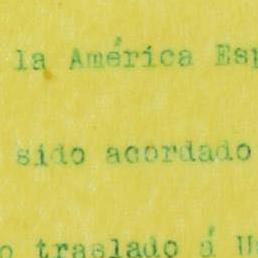 la América Esp
sido acordado
o traslado á U